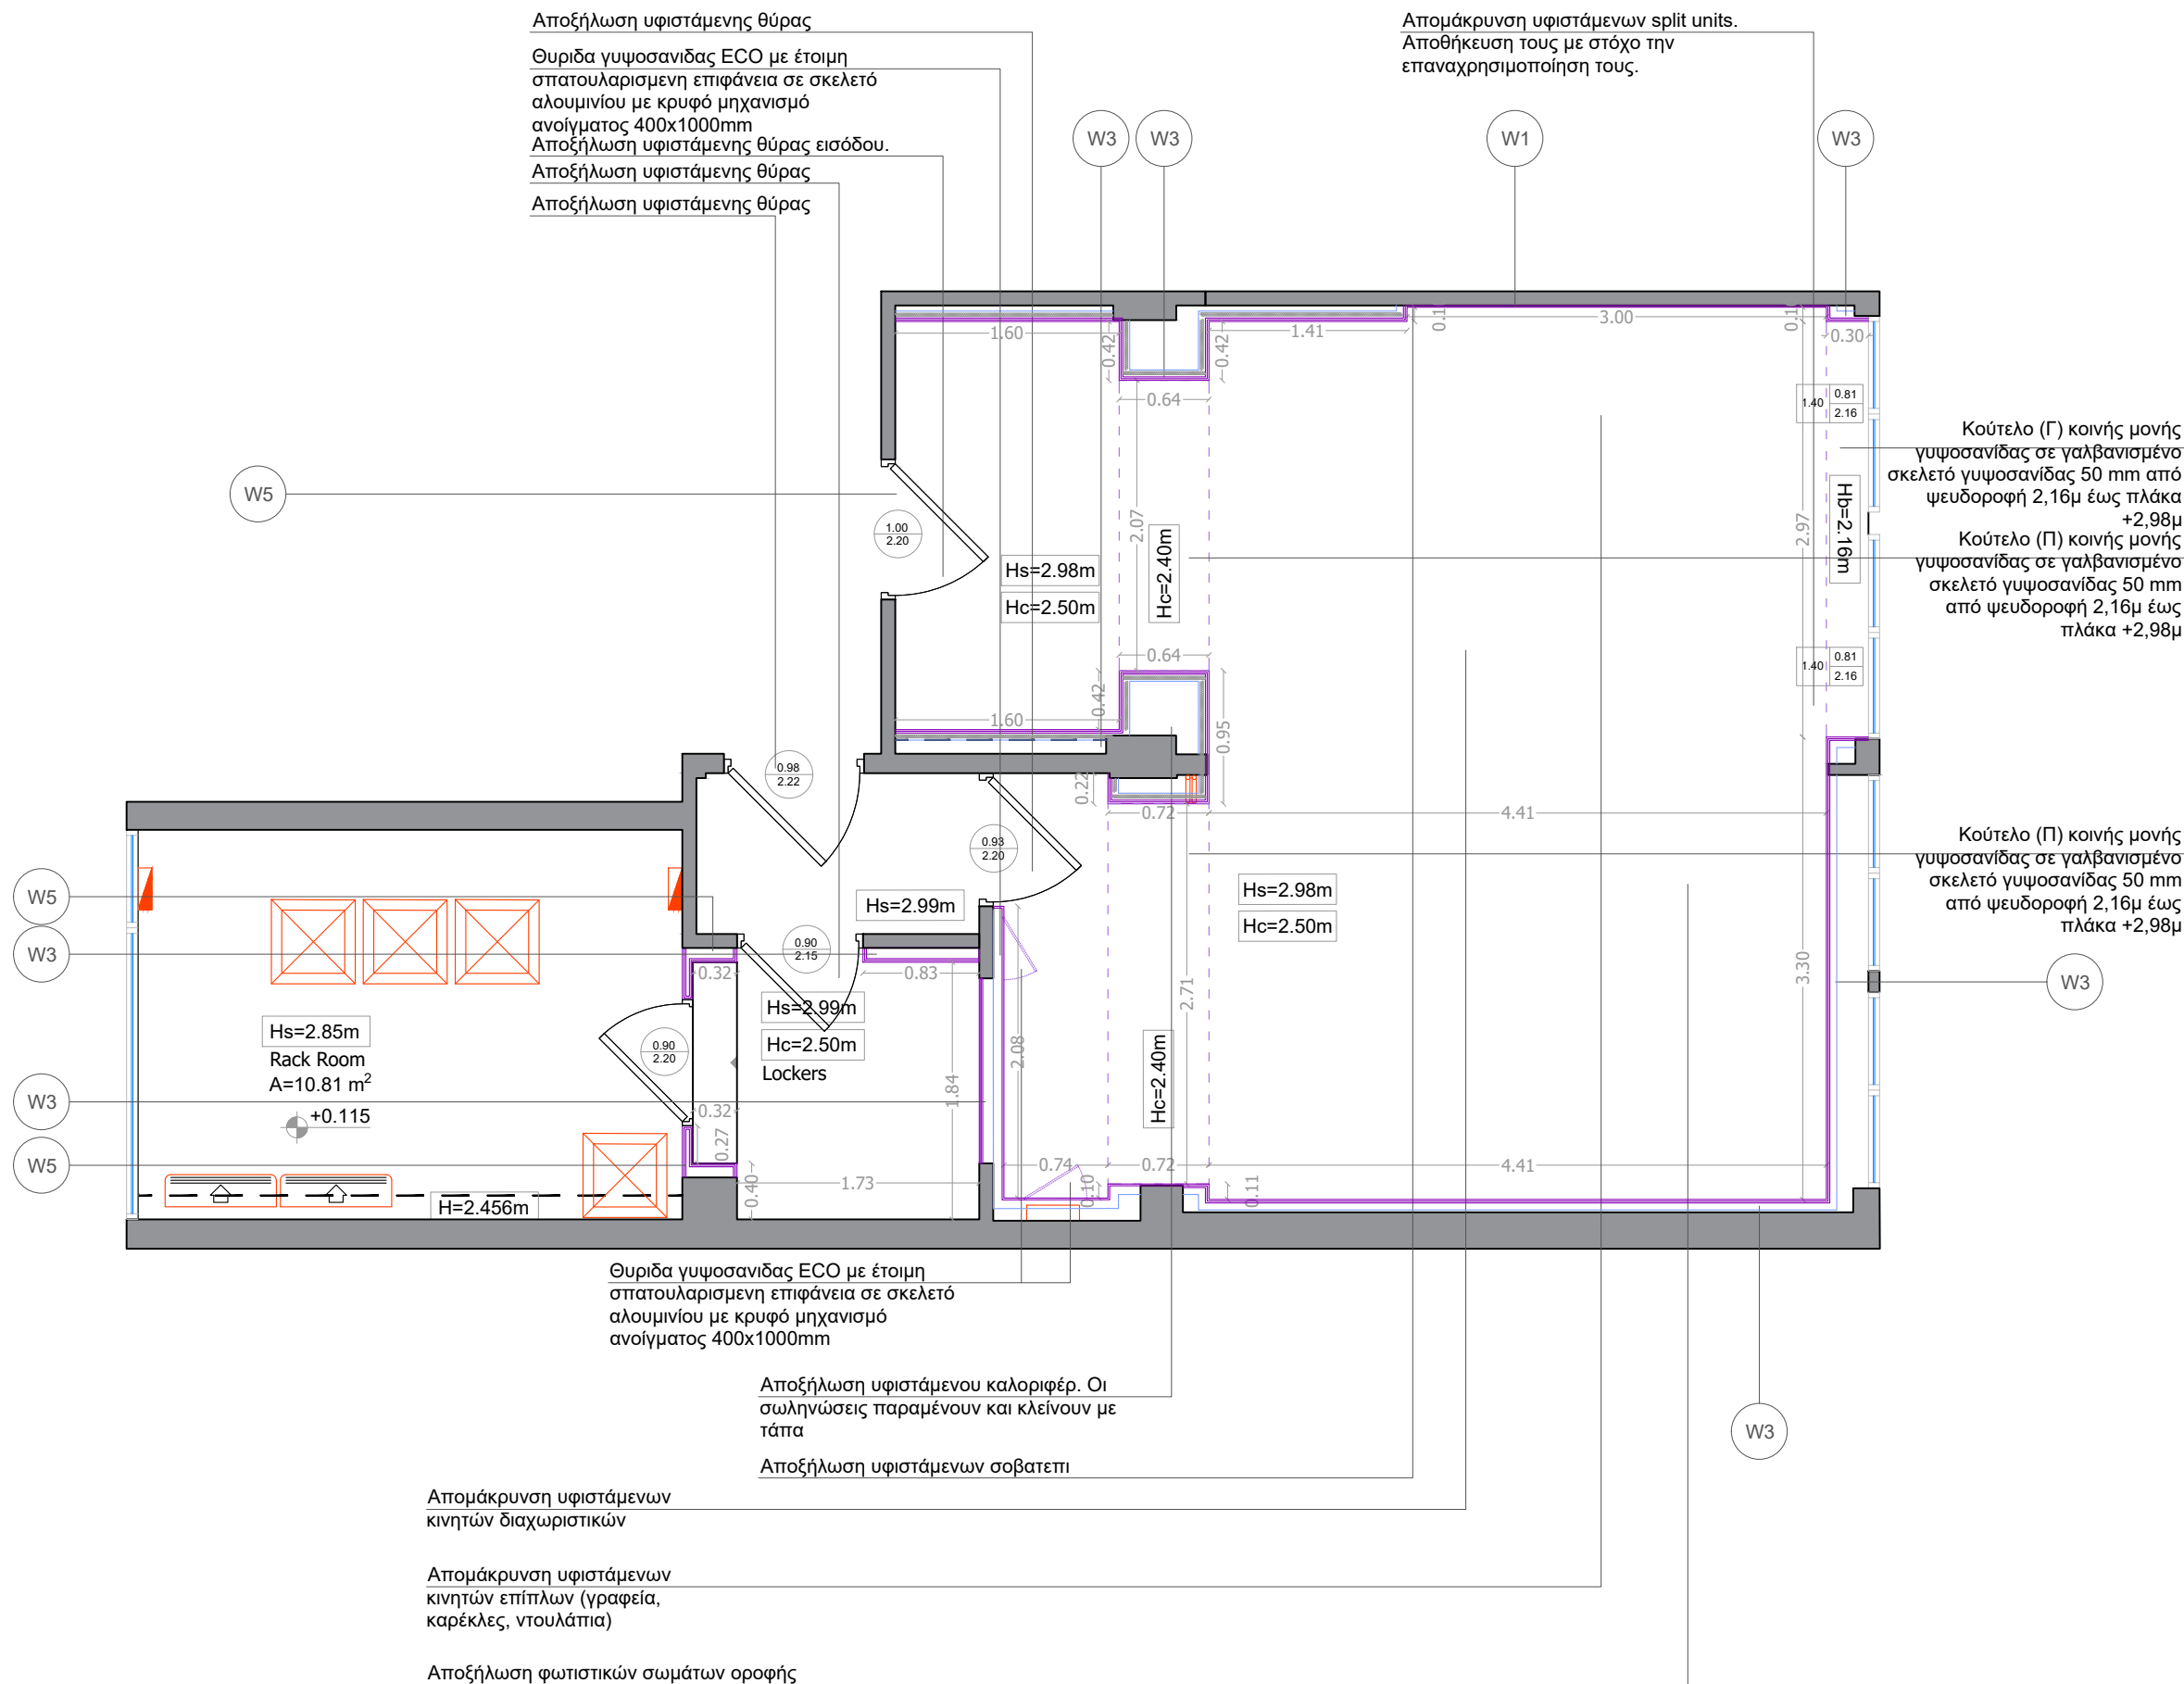 Αποξήλωση υφιστάμενης θύρας
Θυριδα γυψοσανιδας ECO με έτοιμη
σπατουλαρισμενη επιφάνεια σε σκελετό
αλουμινίου με κρυφό μηχανισμό
ανοίγματος 400x1000mm
Αποξήλωση υφιστάμενης θύρας εισόδου.
Αποξήλωση υφιστάμενης θύρας
Αποξήλωση υφιστάμενης θύρας
Απομάκρυνση υφιστάμενων split units.
Αποθήκευση τους με στόχο την
επαναχρησιμοποίηση τους.
W3
W3
W1
W3
1.60
0.42
0.42
1.41
0.1
3.00
0.1
0.30
0.64
1.40
0.81
2.16
Κούτελο (Γ) κοινής μονής
γυψοσανίδας σε γαλβανισμένο
σκελετό γυψοσανίδας 50 mm από
ψευδοροφή 2,16μ έως πλάκα
+2,98μ
W5
1.00
2.20
2.07
Hs=2.98m
Hc=2.50m
Hc=2.40m
2.97
Hb=2.16m
Κούτελο (Π) κοινής μονής
γυψοσανίδας σε γαλβανισμένο
σκελετό γυψοσανίδας 50 mm
από ψευδοροφή 2,16μ έως
πλάκα +2,98μ
0.64
0.42
1.60
0.95
1.40
0.81
2.16
0.98
2.22
0.22
0.72
4.41
0.93
2.20
Κούτελο (Π) κοινής μονής
γυψοσανίδας σε γαλβανισμένο
σκελετό γυψοσανίδας 50 mm
από ψευδοροφή 2,16μ έως
πλάκα +2,98μ
W5
W3
Hs=2.99m
Hs=2.98m
Hc=2.50m
0.90
2.15
0.32
0.83
2.71
3.30
W3
Hs=2.99m
Hc=2.50m
Lockers
Hs=2.85m
Rack Room
A=10.81 m2
+0.115
0.90
2.20
2.08
1.84
Hc=2.40m
W3
W5
0.32
0.27
0.40
1.73
0.74
0.72
4.41
0.10
0.11
H=2.456m
Θυριδα γυψοσανιδας ECO με έτοιμη
σπατουλαρισμενη επιφάνεια σε σκελετό
αλουμινίου με κρυφό μηχανισμό
ανοίγματος 400x1000mm
Αποξήλωση υφιστάμενου καλοριφέρ. Οι
σωληνώσεις παραμένουν και κλείνουν με
τάπα
W3
Αποξήλωση υφιστάμενων σοβατεπι
Απομάκρυνση υφιστάμενων
κινητών διαχωριστικών
Απομάκρυνση υφιστάμενων
κινητών επίπλων (γραφεία,
καρέκλες, ντουλάπια)
Αποξήλωση φωτιστικών σωμάτων οροφής